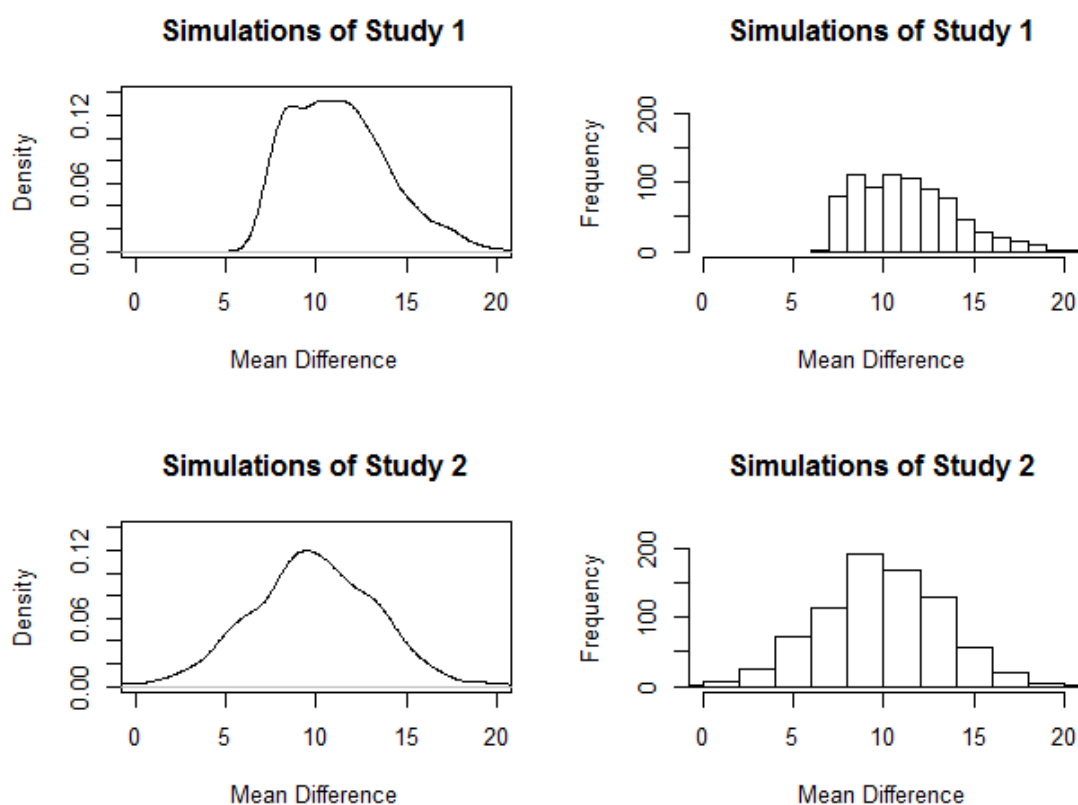 Simulations of Study 1
Density
0.00 0.06 0.12
0 5 10 15 20
Mean Difference
Simulations of Study 1
Frequency
0 100 200
0 5 10 15 20
Mean Difference
Simulations of Study 2
Density
0.00 0.06 0.12
0 5 10 15 20
Mean Difference
Simulations of Study 2
Frequency
0 100 200
0 5 10 15 20
Mean Difference